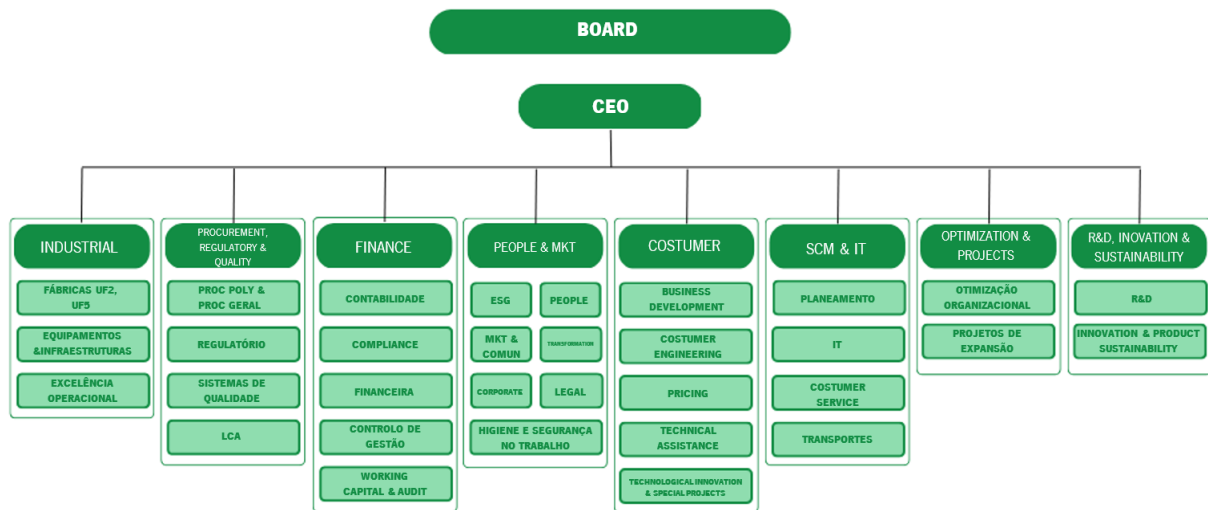 BOARD
CEO
INDUSTRIAL
FÁBRICAS UF2,
UF5
EQUIPAMENTOS
&INFRAESTRUTURAS
EXCELÊNCIA
OPERACIONAL
PROCUREMENT,
REGULATORY &
QUALITY
PROC POLY &
PROC GERAL
REGULATÓRIO
SISTEMAS DE
QUALIDADE
LCA
FINANCE
CONTABILIDADE
COMPLIANCE
FINANCEIRA
CONTROLO DE
GESTÃO
WORKING
CAPITAL & AUDIT
PEOPLE & MKT
ESG
PEOPLE
MKT &
COMUN
TRANSFORMATION
CORPORATE
LEGAL
HIGIENE E SEGURANÇA
NO TRABALHO
COSTUMER
BUSINESS
DEVELOPMENT
COSTUMER
ENGINEERING
PRICING
TECHNICAL
ASSISTANCE
TECHNOLOGICAL INNOVATION
& SPECIAL PROJECTS
SCM & IT
PLANEAMENTO
IT
COSTUMER
SERVICE
TRANSPORTES
OPTIMIZATION &
PROJECTS
OTIMIZAÇÃO
ORGANIZACIONAL
PROJETOS DE
EXPANSÃO
R&D, INOVATION &
SUSTAINABILITY
R&D
INNOVATION & PRODUCT
SUSTAINABILITY